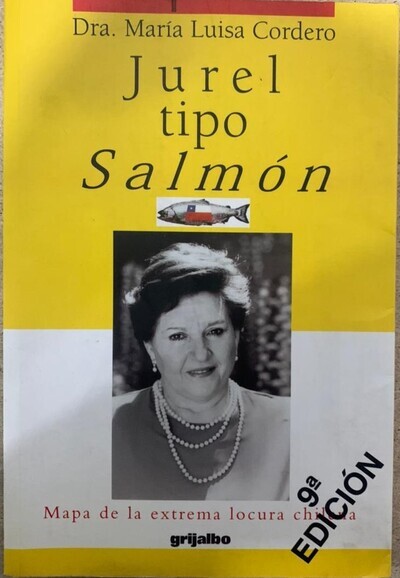 Dra. María Luisa Cordero
Jurel
tipo
Salmón
Mapa de la extrema locura chilena
9ª
EDICIÓN
grijalbo